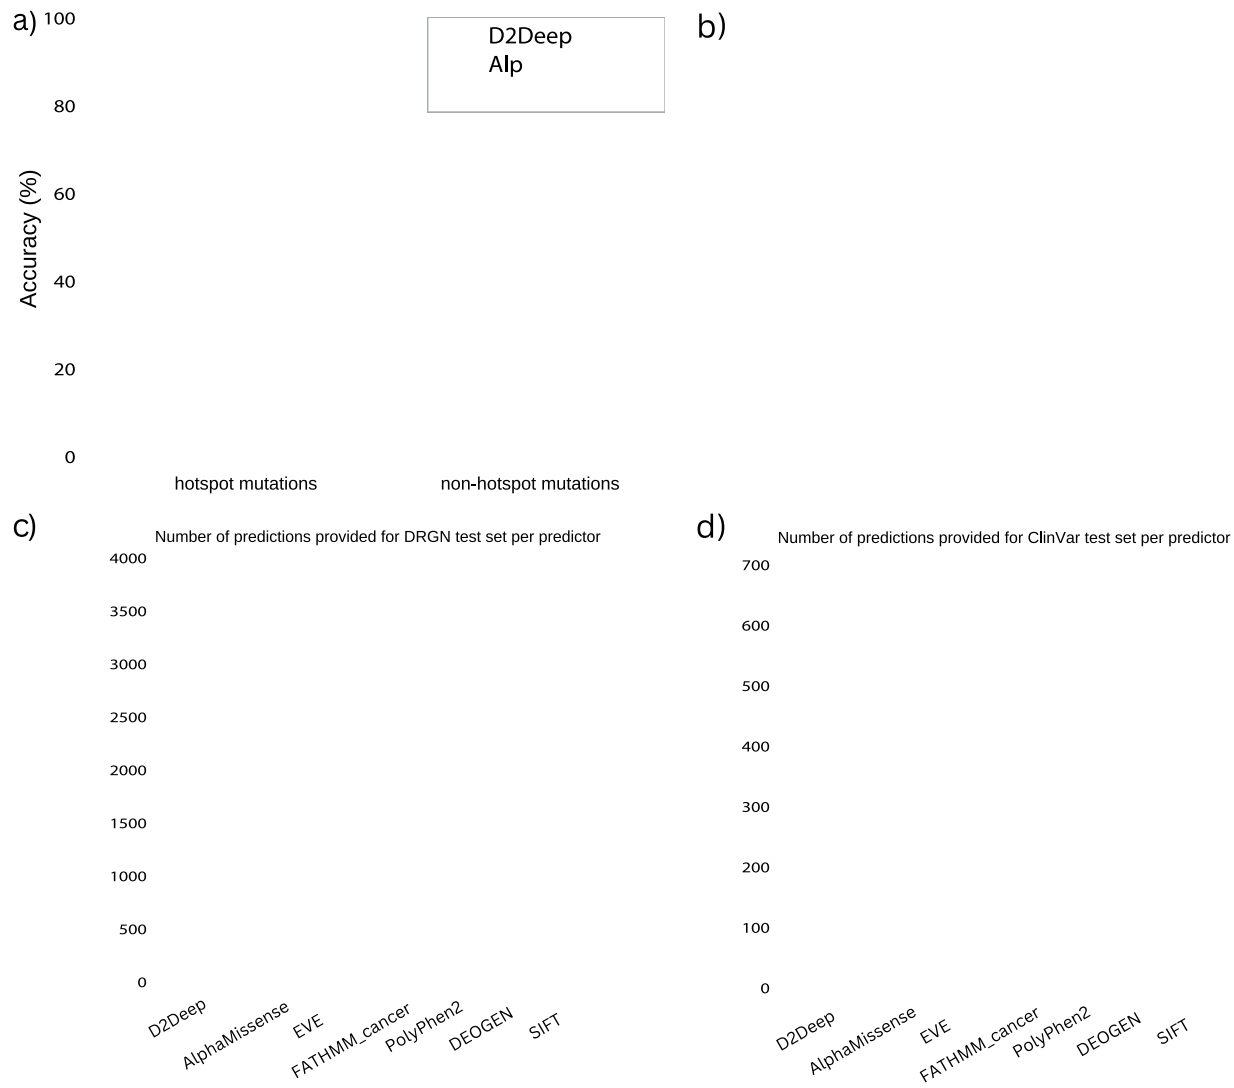 a)
100
80
60
40
20
0
Accuracy (%)
D2Deep
Alp
hotspot mutations
non-hotspot mutations
b)
c)
Number of predictions provided for DRGN test set per predictor
4000
3500
3000
2500
2000
1500
1000
500
0
D2Deep
AlphaMissense
EVE
FATHMM_cancer
PolyPhen2
DEOGEN
SIFT
d)
Number of predictions provided for ClinVar test set per predictor
700
600
500
400
300
200
100
0
D2Deep
AlphaMissense
EVE
FATHMM_cancer
PolyPhen2
DEOGEN
SIFT